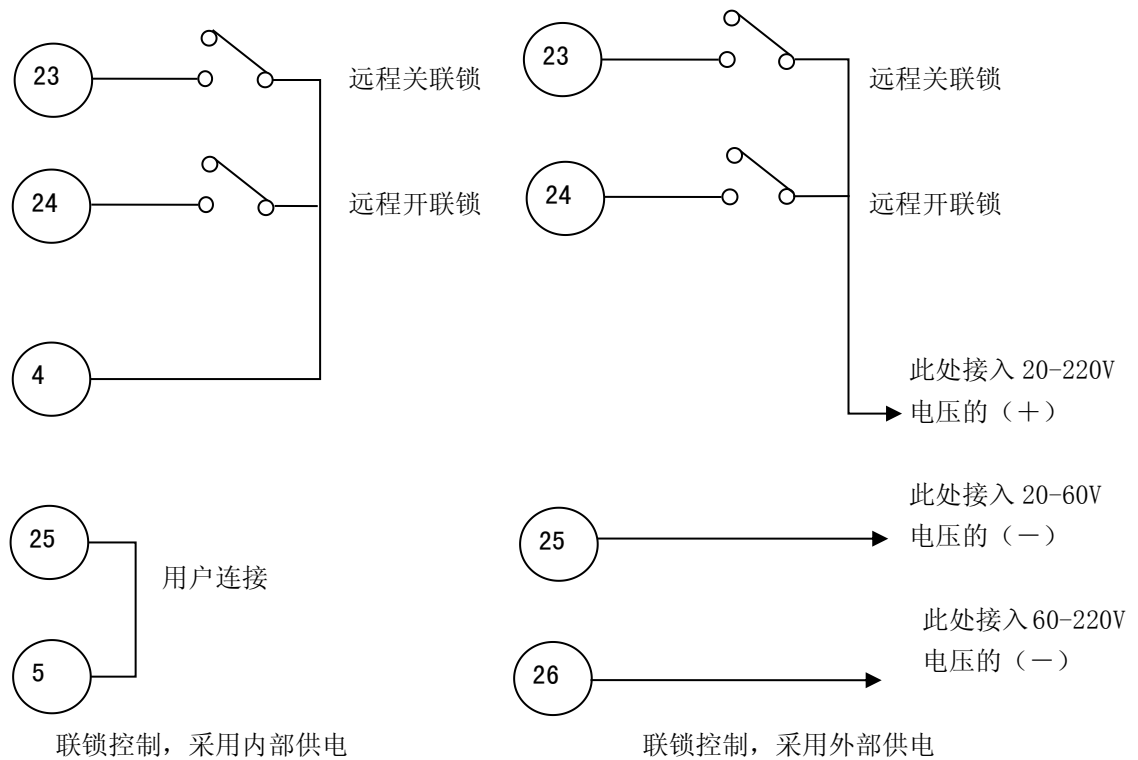 23
远程关联锁
24
远程开联锁
4
25
用户连接
5
联锁控制，采用内部供电
23
远程关联锁
24
远程开联锁
此处接入 20-220V
电压的（＋）
25
此处接入 20-60V
电压的（－）
26
此处接入 60-220V
电压的（－）
联锁控制，采用外部供电